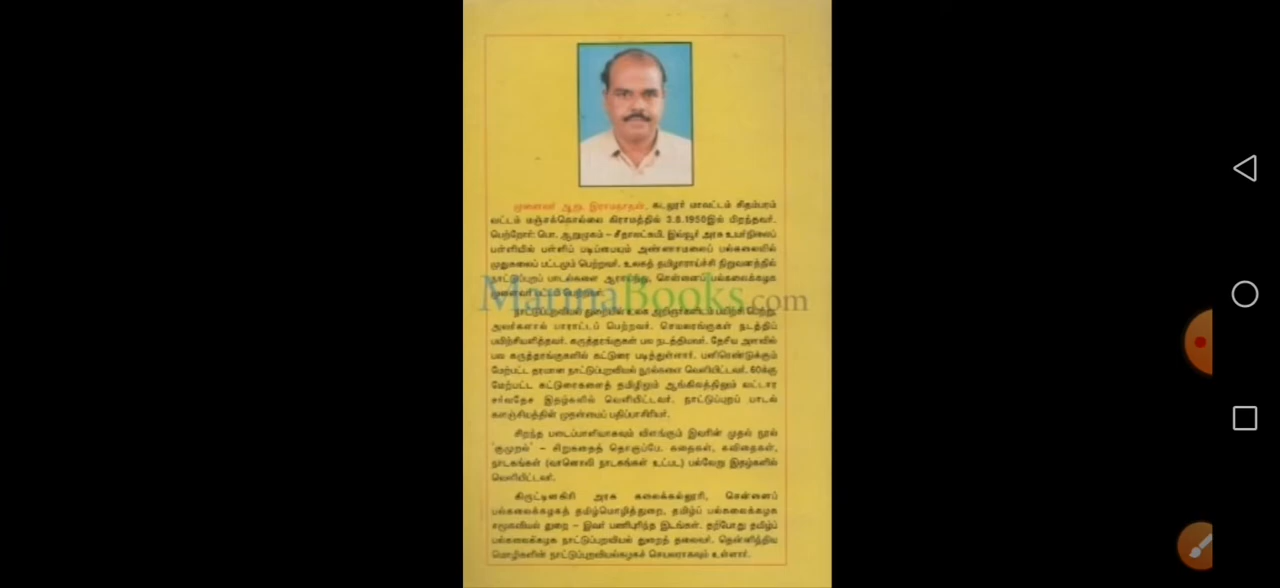 முனைவர் ஆறு. இராமநாதன், கடலூர் மாவட்டம் சிதம்பரம்
வட்டம் மஞ்சக்கொல்லை கிராமத்தில் 3.8.1950இல் பிறந்தவர்.
பெற்றோர்: பொ. ஆறுமுகம் – சீதாலட்சுமி. அரசு உயர்நிலைப்
பள்ளியில் பள்ளிப் படிப்பையும் அண்ணாமலைப் பல்கலையில்
முதுகலைப் பட்டமும் பெற்றவர். உலகத் தமிழாராய்ச்சி நிறுவனத்தில்
நாட்டுப்புறப் பாடல்களை ஆராய்ந்து, சென்னைப் பல்கலைக்கழக
MarinaBooks.com
நாட்டுப்புறவியல் துறையில் உலக அறிஞர்களிடம் பயிற்சி பெற்று,
அவர்களால் பாராட்டப் பெற்றவர். செயலரங்குகள் நடத்திப்
பயிற்சியளித்தவர். கருத்தரங்குகள் பல நடத்தியவர். தேசிய அளவில்
பல கருத்தரங்குகளில் கட்டுரை படித்துள்ளார். பனிரெண்டுக்கும்
மேற்பட்ட தரமான நாட்டுப்புறவியல் நூல்களை வெளியிட்டவர். 60க்கு
மேற்பட்ட கட்டுரைகளைத் தமிழிலும் ஆங்கிலத்திலும் வட்டார
சர்வதேச இதழ்களில் வெளியிட்டவர். நாட்டுப்புறப் பாடல்
களஞ்சியத்தின் முதன்மைப் பதிப்பாசிரியர்.
சிறந்த படைப்பாளியாகவும் விளங்கும் இவரின் முதல் நூல்
'குமுறல்' – சிறுகதைத் தொகுப்பே. கதைகள், கவிதைகள்,
நாடகங்கள் (வானொலி நாடகங்கள் உட்பட) பல்வேறு இதழ்களில்
வெளியிட்டவர்.
கிருட்டினகிரி அரசு கலைக்கல்லூரி, சென்னைப்
பல்கலைக்கழகத் தமிழ்மொழித்துறை, தமிழ்ப் பல்கலைக்கழக
சமூகவியல் துறை – இவர் பணிபுரிந்த இடங்கள். தற்போது தமிழ்ப்
பல்கலைக்கழக நாட்டுப்புறவியல் துறைத் தலைவர். தென்னிந்திய
மொழிகளின் நாட்டுப்புறவியல்கழகச் செயலராகவும் உள்ளார்.